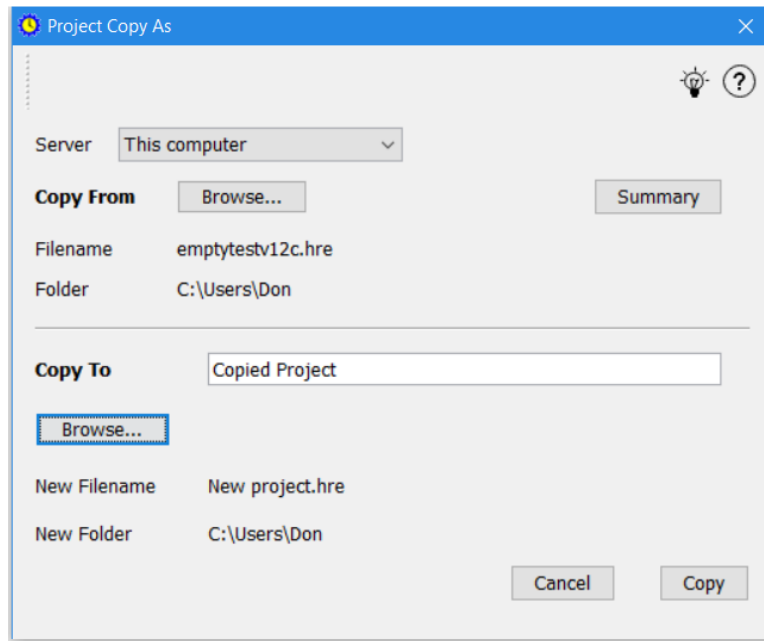 Project Copy As
?
Server This computer
Copy From Browse... Summary
Filename emptytestv12c.hre
Folder C:\Users\Don
Copy To Copied Project
Browse...
New Filename New project.hre
New Folder C:\Users\Don
Cancel Copy